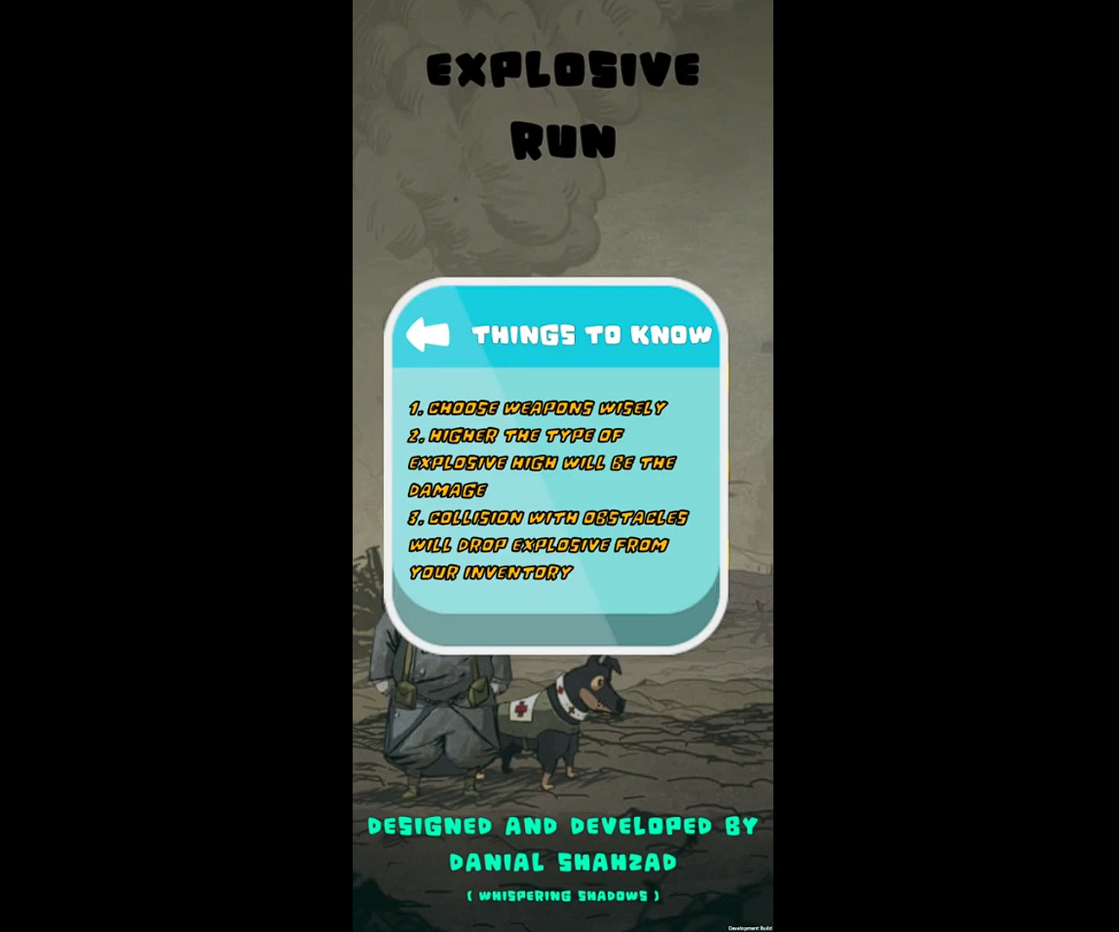 EXPLOSIVE
RUN
THINGS TO KNOW
1. CHOOSE WEAPONS WISELY
2. HIGHER THE TYPE OF
EXPLOSIVE HIGH WILL BE THE
DAMAGE
3. COLLISION WITH OBSTACLES
WILL DROP EXPLOSIVE FROM
YOUR INVENTORY
DESIGNED AND DEVELOPED BY
DANIAL SHAHZAD
( WHISPERING SHADOWS )
Development Build